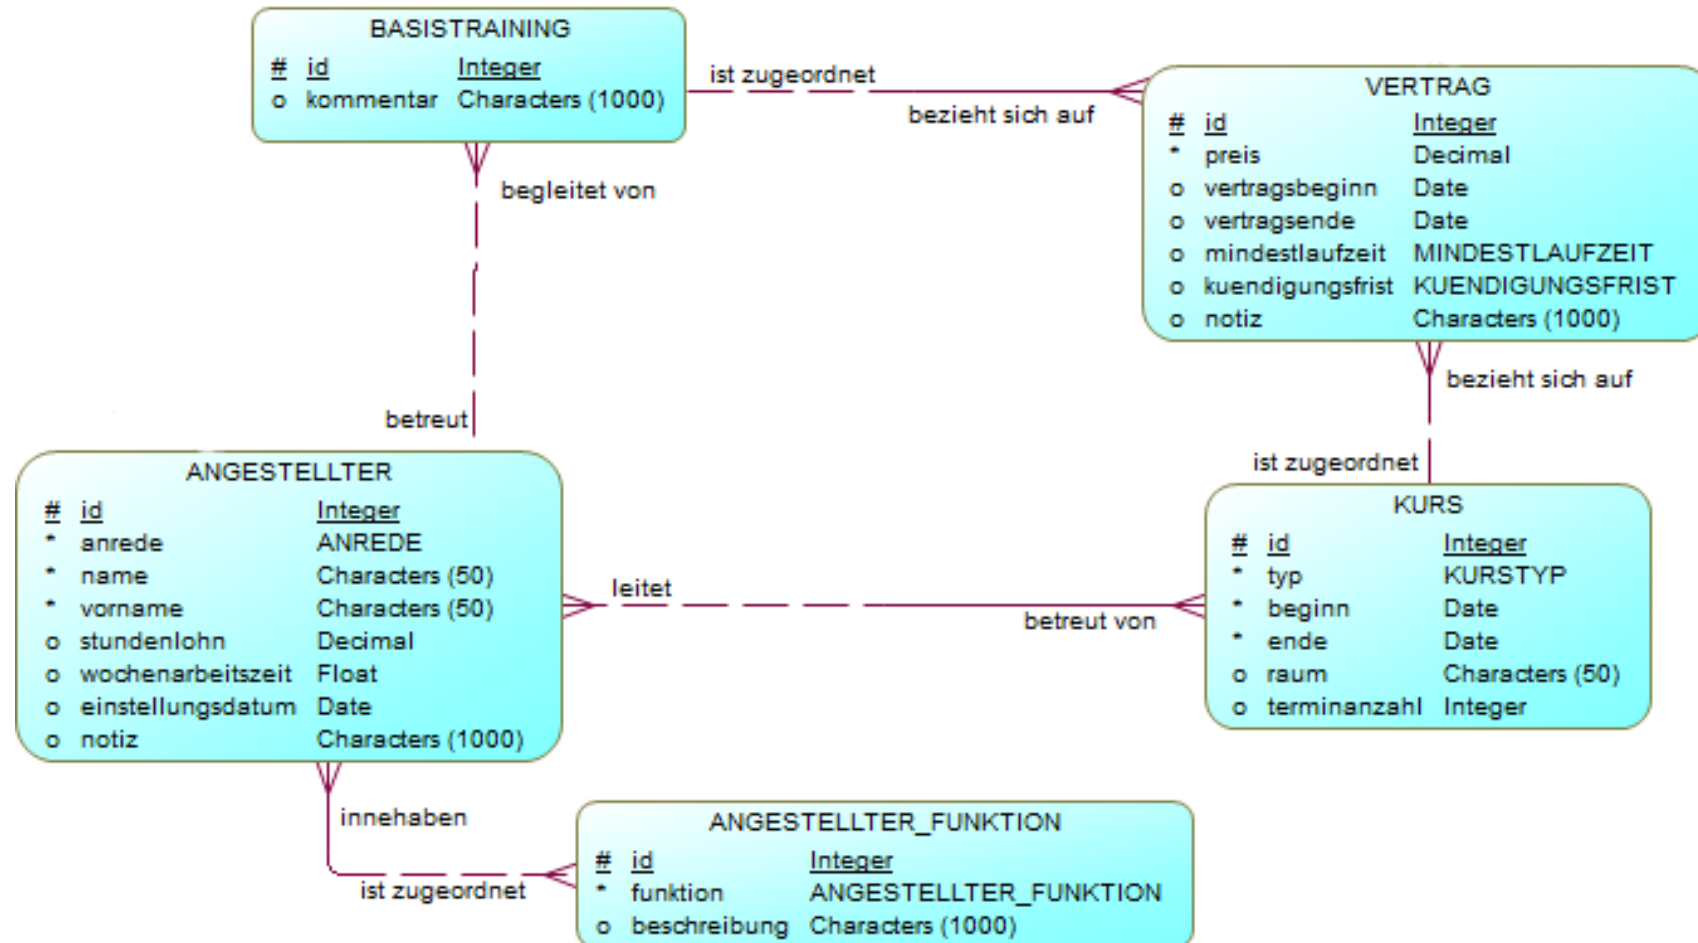 BASISTRAINING
# id Integer
o kommentar Characters (1000)
ist zugeordnet
bezieht sich auf
VERTRAG
# id Integer
* preis Decimal
o vertragsbeginn Date
o vertragsende Date
o mindestlaufzeit MINDESTLAUFZEIT
o kuendigungsfrist KUENDIGUNGSFRIST
o notiz Characters (1000)
begleitet von
betreut
bezieht sich auf
ist zugeordnet
ANGESTELLTER
# id Integer
* anrede ANREDE
* name Characters (50)
* vorname Characters (50)
o stundenlohn Decimal
o wochenarbeitszeit Float
o einstellungsdatum Date
o notiz Characters (1000)
leitet
betreut von
KURS
# id Integer
* typ KURSTYP
* beginn Date
* ende Date
o raum Characters (50)
o terminanzahl Integer
innehaben
ist zugeordnet
ANGESTELLTER_FUNKTION
# id Integer
* funktion ANGESTELLTER_FUNKTION
o beschreibung Characters (1000)